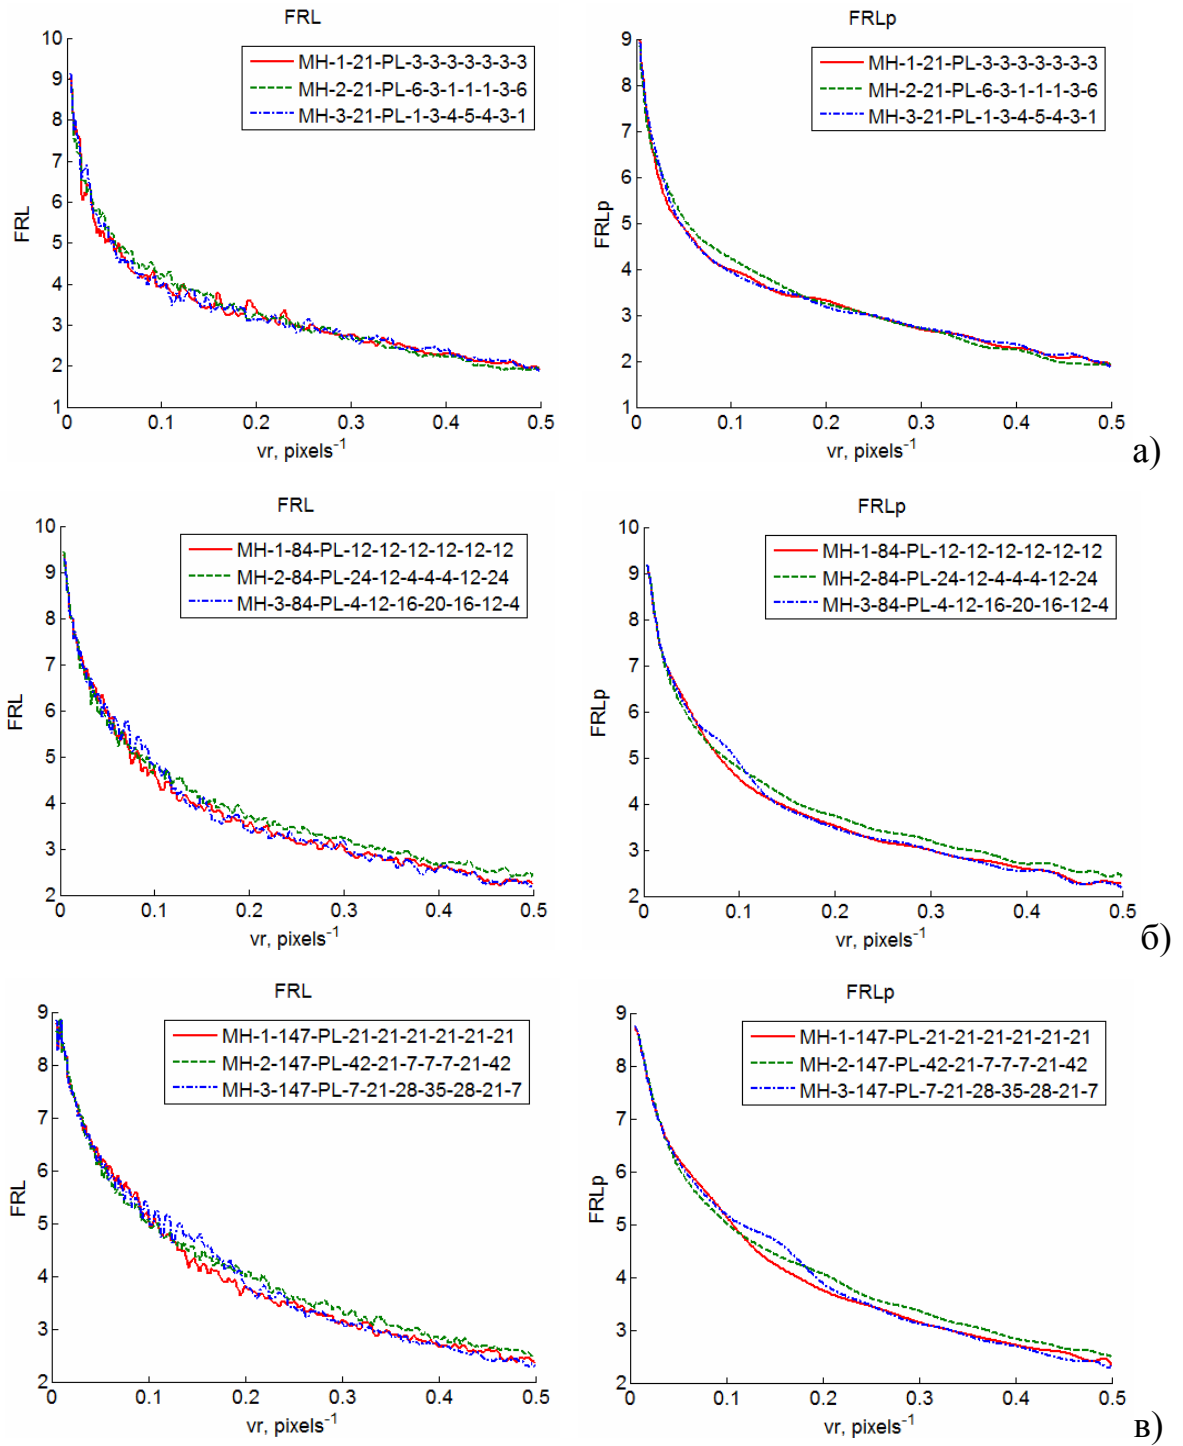 FRL
10
9
8
7
6
5
4
3
2
1
FRL
MH-1-21-PL-3-3-3-3-3-3-3
MH-2-21-PL-6-3-1-1-1-3-6
MH-3-21-PL-1-3-4-5-4-3-1
0 0.1 0.2 0.3 0.4 0.5
vr, pixels-1
FRLp
9
8
7
6
5
4
3
2
1
FRLp
MH-1-21-PL-3-3-3-3-3-3-3
MH-2-21-PL-6-3-1-1-1-3-6
MH-3-21-PL-1-3-4-5-4-3-1
0 0.1 0.2 0.3 0.4 0.5
vr, pixels-1
а)
FRL
10
9
8
7
6
5
4
3
2
FRL
MH-1-84-PL-12-12-12-12-12-12
MH-2-84-PL-24-12-4-4-4-12-24
MH-3-84-PL-4-12-16-20-16-12-4
0 0.1 0.2 0.3 0.4 0.5
vr, pixels-1
FRLp
10
9
8
7
6
5
4
3
2
FRLp
MH-1-84-PL-12-12-12-12-12-12
MH-2-84-PL-24-12-4-4-4-12-24
MH-3-84-PL-4-12-16-20-16-12-4
0 0.1 0.2 0.3 0.4 0.5
vr, pixels-1
б)
FRL
9
8
7
6
5
4
3
2
FRL
MH-1-147-PL-21-21-21-21-21-21
MH-2-147-PL-42-21-7-7-7-21-42
MH-3-147-PL-7-21-28-35-28-21-7
0 0.1 0.2 0.3 0.4 0.5
vr, pixels-1
FRLp
9
8
7
6
5
4
3
2
FRLp
MH-1-147-PL-21-21-21-21-21-21
MH-2-147-PL-42-21-7-7-7-21-42
MH-3-147-PL-7-21-28-35-28-21-7
0 0.1 0.2 0.3 0.4 0.5
vr, pixels-1
в)